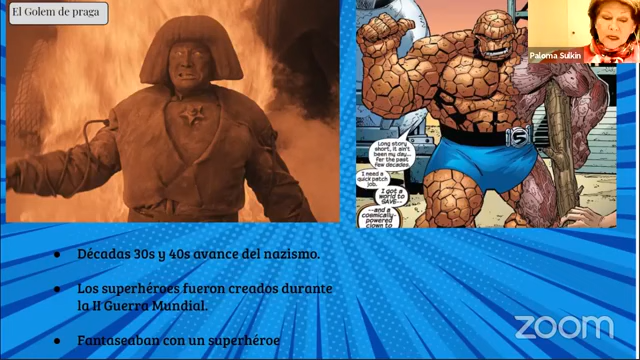 El Golem de praga
Paloma Sulkin
Long story
short, it ain't
been my day...
for the past
few decades.
I need a
quick patch
job.
I got a
world to
SAVE--
--and a
cosmically-
powered
clown to
• Décadas 30s y 40s avance del nazismo.
• Los superhéroes fueron creados durante
la II Guerra Mundial.
• Fantaseaban con un superhéroe
zoom